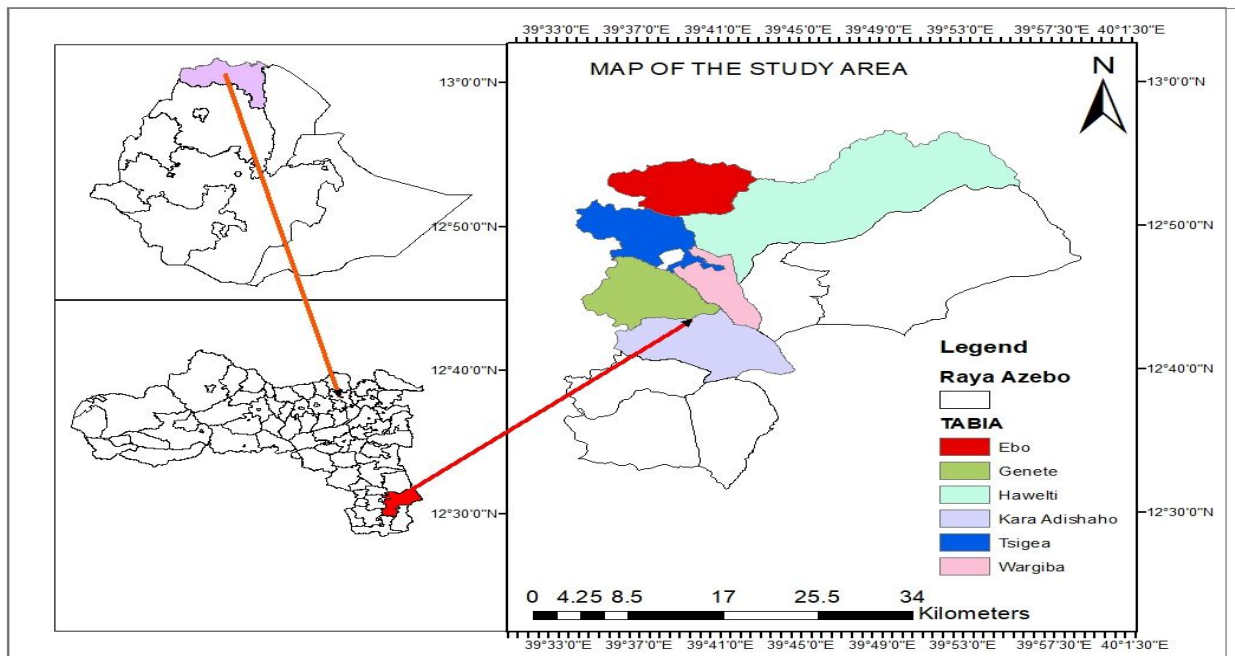 39°33'0"E 39°37'0"E 39°41'0"E 39°45'0"E 39°49'0"E 39°53'0"E 39°57'30"E 40°1'30"E
MAP OF THE STUDY AREA
N
13°0'0"N
13°0'0"N
12°50'0"N
12°50'0"N
12°40'0"N
12°40'0"N
12°30'0"N
12°30'0"N
Legend
Raya Azebo
TABIA
Ebo
Genete
Hawelti
Kara Adishaho
Tsigea
Wargiba
0 4.25 8.5 17 25.5 34
Kilometers
39°33'0"E 39°37'0"E 39°41'0"E 39°45'0"E 39°49'0"E 39°53'0"E 39°57'30"E 40°1'30"E